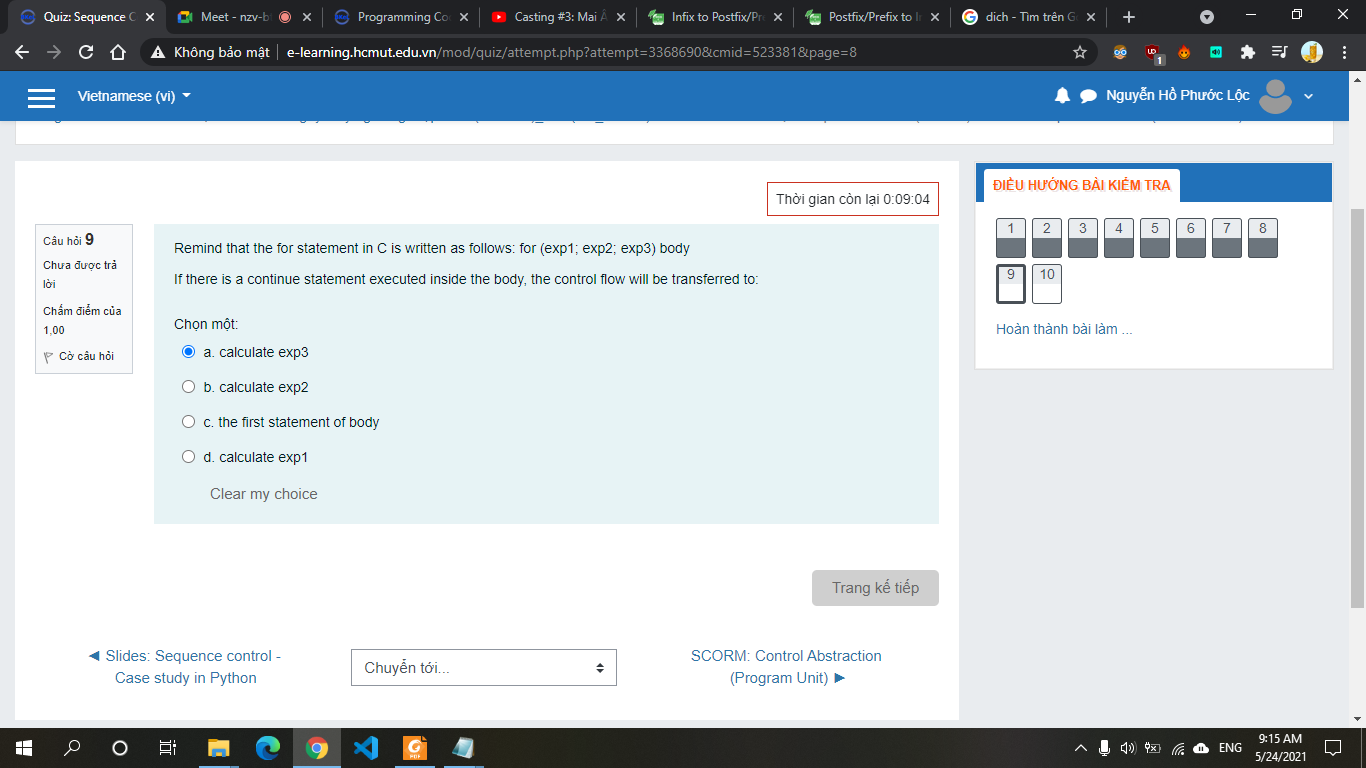 Quiz: Sequence C
Meet - nzv-b
Programming Co
Casting #3: Mai
Infix to Postfix/Pr
Postfix/Prefix to I
dich - Tìm trên G
Không bảo mật
e-learning.hcmut.edu.vn/mod/quiz/attempt.php?attempt=3368690&cmid=523381&page=8
1
Vietnamese (vi)
Nguyễn Hồ Phước Lộc
Thời gian còn lại 0:09:04
Câu hỏi 9
Chưa được trả
lời
Chấm điểm của
1,00
Cờ câu hỏi
Remind that the for statement in C is written as follows: for (exp1; exp2; exp3) body
If there is a continue statement executed inside the body, the control flow will be transferred to:
Chọn một:
a. calculate exp3
b. calculate exp2
c. the first statement of body
d. calculate exp1
Clear my choice
ĐIỀU HƯỚNG BÀI KIỂM TRA
1 2 3 4 5 6 7 8
9 10
Hoàn thành bài làm ...
Trang kế tiếp
◄ Slides: Sequence control -
Case study in Python
Chuyển tới...
SCORM: Control Abstraction
(Program Unit) ►
ENG
9:15 AM
5/24/2021